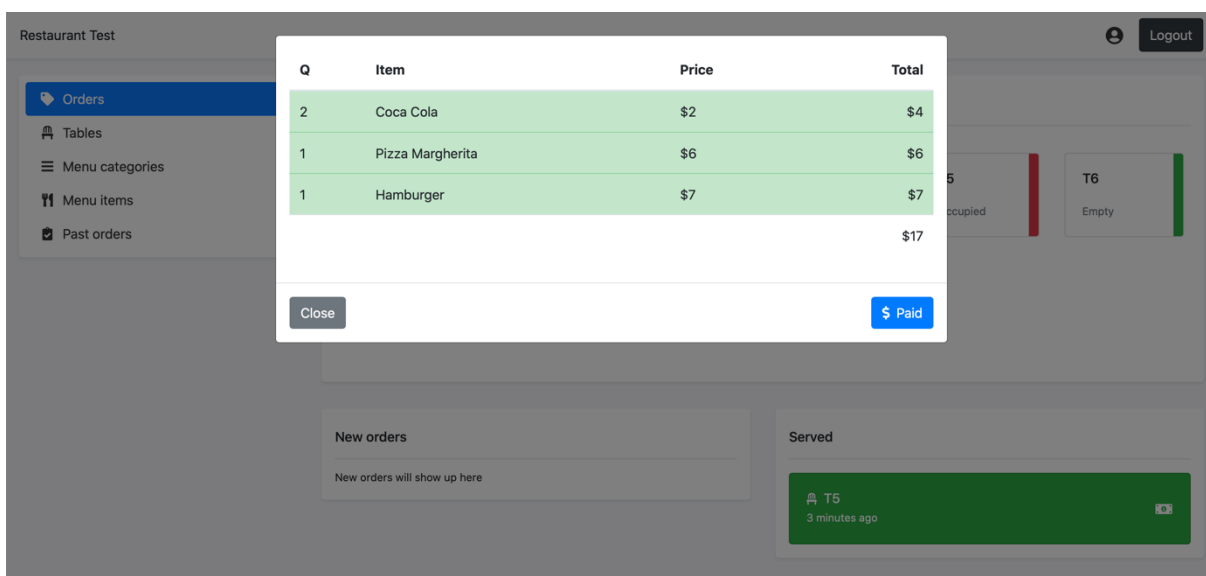 Restaurant Test
Logout
Orders
Tables
Menu categories
Menu items
Past orders
Q Item Price Total
2 Coca Cola $2 $4
1 Pizza Margherita $6 $6
1 Hamburger $7 $7
$17
Close
$ Paid
5
ccupied
T6
Empty
New orders
New orders will show up here
Served
T5
3 minutes ago